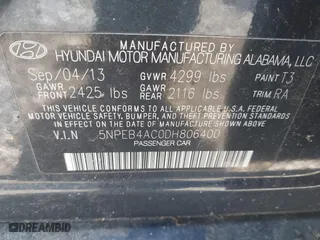 MANUFACTURED BY
HYUNDAI MOTOR MANUFACTURING ALABAMA, LLC
Sep/04/13 GVWR 4299 lbs PAINT T3
GAWR FRONT 2425 lbs GAWR REAR 2116 lbs TRIM RA
THIS VEHICLE CONFORMS TO ALL APPLICABLE U.S. FEDERAL
MOTOR VEHICLE SAFETY, BUMPER, AND THEFT PREVENTION STANDARDS
IN EFFECT ON THE DATE OF MANUFACTURE SHOWN ABOVE.
V.I.N 5NPEB4AC0DH806400
PASSENGER CAR